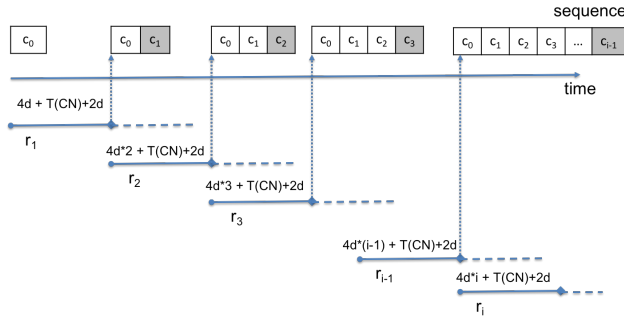 sequence
c₀ c₀ c₁ c₀ c₁ c₂ c₀ c₁ c₂ c₃ c₀ c₁ c₂ c₃ ... cᵢ₋₁
time
4d + T(CN)+2d
r₁
4d*2 + T(CN)+2d
r₂
4d*3 + T(CN)+2d
r₃
4d*(i-1) + T(CN)+2d
rᵢ₋₁
4d*i + T(CN)+2d
rᵢ